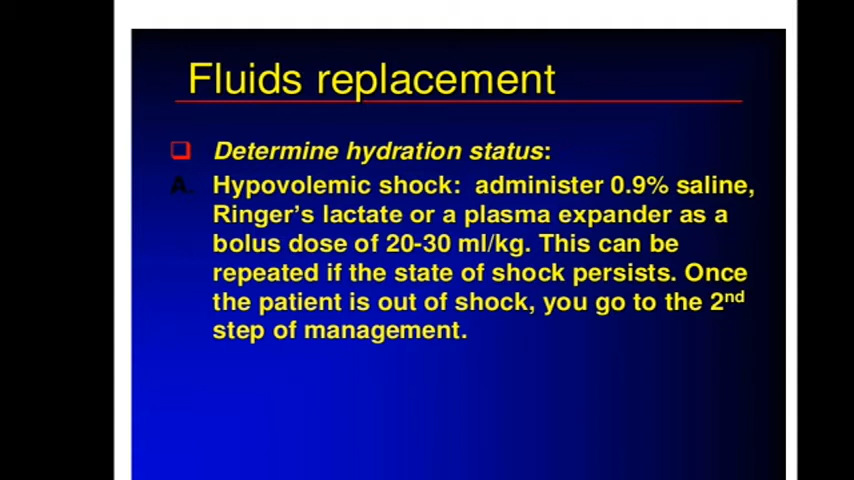 Fluids replacement
Determine hydration status:
A. Hypovolemic shock: administer 0.9% saline,
Ringer's lactate or a plasma expander as a
bolus dose of 20-30 ml/kg. This can be
repeated if the state of shock persists. Once
the patient is out of shock, you go to the 2nd
step of management.